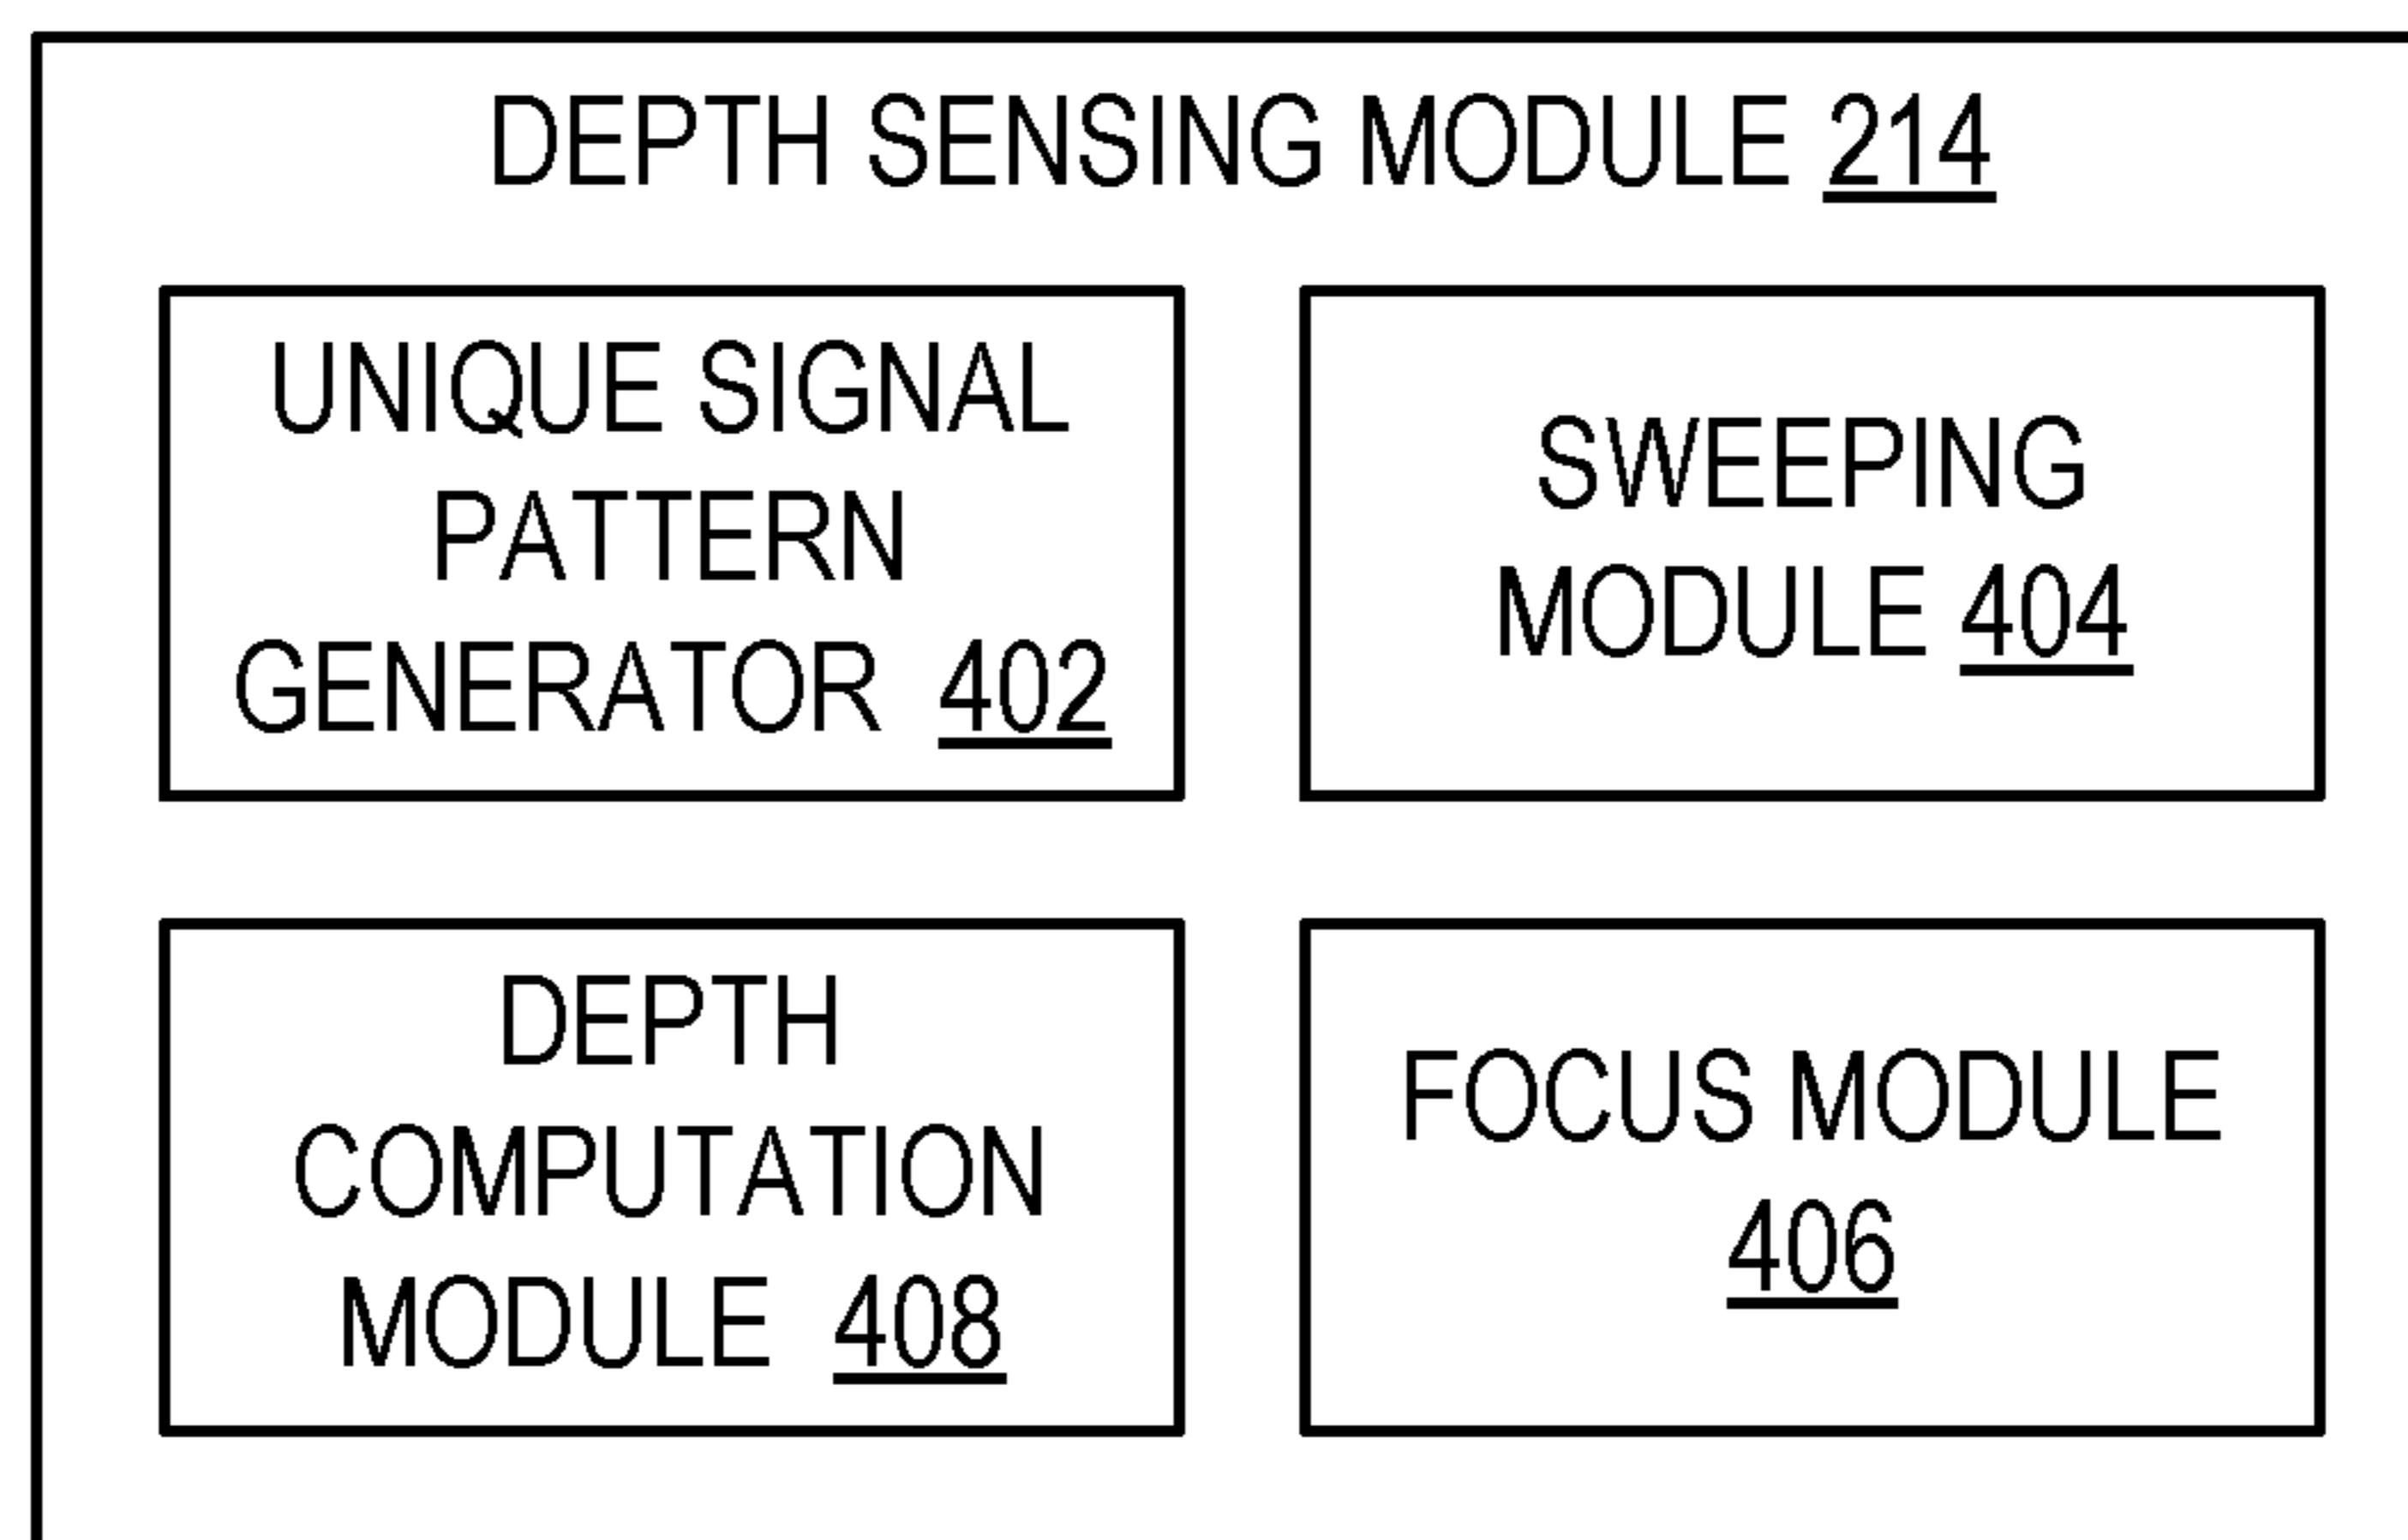 DEPTH SENSING MODULE 214
UNIQUE SIGNAL
PATTERN
GENERATOR 402
SWEEPING
MODULE 404
DEPTH
COMPUTATION
MODULE 408
FOCUS MODULE
406